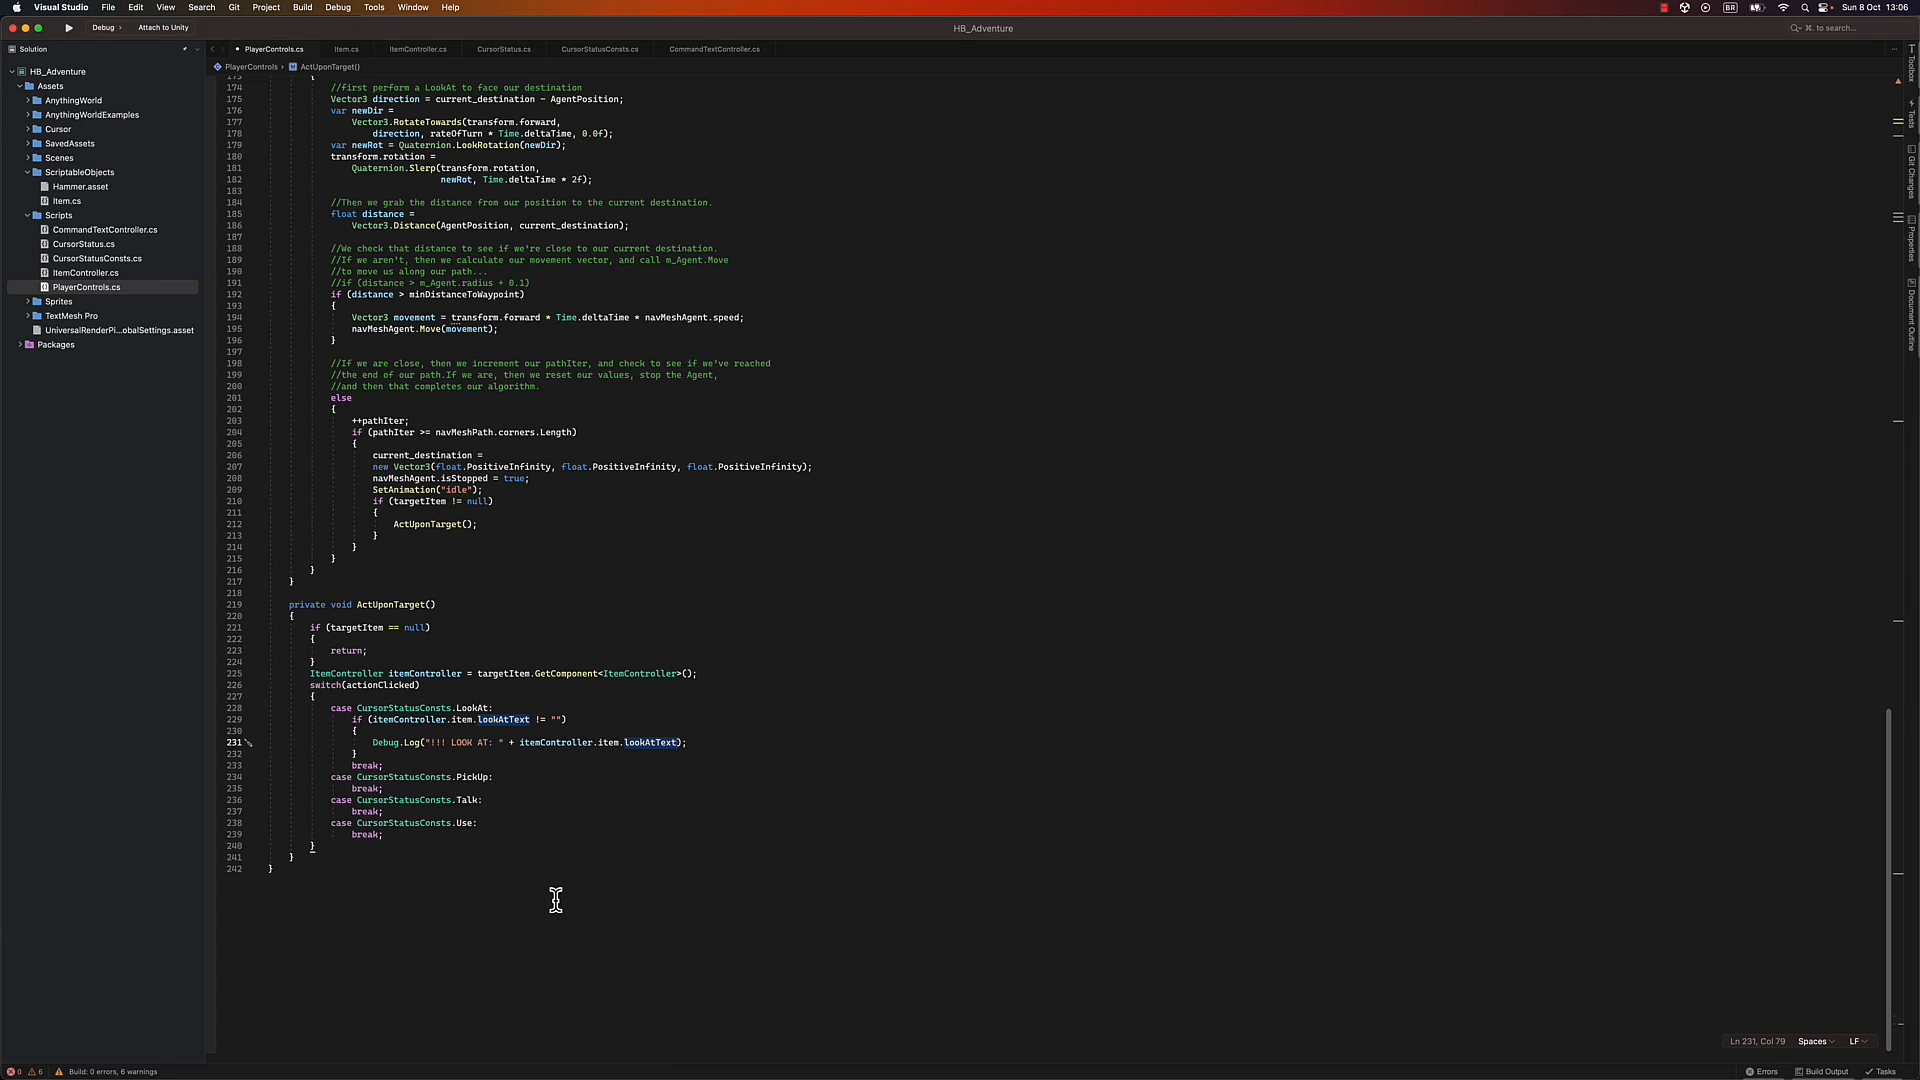 Visual Studio File Edit View Search Git Project Build Debug Tools Window Help BR Sun 8 Oct 13:06
Debug Attach to Unity HB_Adventure ⌘. to search...
Solution PlayerControls.cs Item.cs ItemController.cs CursorStatus.cs CursorStatusConsts.cs CommandTextController.cs
PlayerControls › ActUponTarget()
HB_Adventure
Assets
AnythingWorld
AnythingWorldExamples
Cursor
SavedAssets
Scenes
ScriptableObjects
Hammer.asset
Item.cs
Scripts
CommandTextController.cs
CursorStatus.cs
CursorStatusConsts.cs
ItemController.cs
PlayerControls.cs
Sprites
TextMesh Pro
UniversalRenderPi...obalSettings.asset
Packages
173 {
174 //first perform a LookAt to face our destination
175 Vector3 direction = current_destination - AgentPosition;
176 var newDir =
177 Vector3.RotateTowards(transform.forward,
178 direction, rateOfTurn * Time.deltaTime, 0.0f);
179 var newRot = Quaternion.LookRotation(newDir);
180 transform.rotation =
181 Quaternion.Slerp(transform.rotation,
182 newRot, Time.deltaTime * 2f);
183
184 //Then we grab the distance from our position to the current destination.
185 float distance =
186 Vector3.Distance(AgentPosition, current_destination);
187
188 //We check that distance to see if we're close to our current destination.
189 //If we aren't, then we calculate our movement vector, and call m_Agent.Move
190 //to move us along our path...
191 //if (distance > m_Agent.radius + 0.1)
192 if (distance > minDistanceToWaypoint)
193 {
194 Vector3 movement = transform.forward * Time.deltaTime * navMeshAgent.speed;
195 navMeshAgent.Move(movement);
196 }
197
198 //If we are close, then we increment our pathIter, and check to see if we've reached
199 //the end of our path.If we are, then we reset our values, stop the Agent,
200 //and then that completes our algorithm.
201 else
202 {
203 ++pathIter;
204 if (pathIter >= navMeshPath.corners.Length)
205 {
206 current_destination =
207 new Vector3(float.PositiveInfinity, float.PositiveInfinity, float.PositiveInfinity);
208 navMeshAgent.isStopped = true;
209 SetAnimation("idle");
210 if (targetItem != null)
211 {
212 ActUponTarget();
213 }
214 }
215 }
216 }
217 }
218
219 private void ActUponTarget()
220 {
221 if (targetItem == null)
222 {
223 return;
224 }
225 ItemController itemController = targetItem.GetComponent<ItemController>();
226 switch(actionClicked)
227 {
228 case CursorStatusConsts.LookAt:
229 if (itemController.item.lookAtText != "")
230 {
231 Debug.Log("!!! LOOK AT: " + itemController.item.lookAtText);
232 }
233 break;
234 case CursorStatusConsts.PickUp:
235 break;
236 case CursorStatusConsts.Talk:
237 break;
238 case CursorStatusConsts.Use:
239 break;
240 }
241 }
242 }
Toolbox
Tests
Git Changes
Properties
Document Outline
Ln 231, Col 79 Spaces LF
0 6 Build: 0 errors, 6 warnings Errors Build Output Tasks